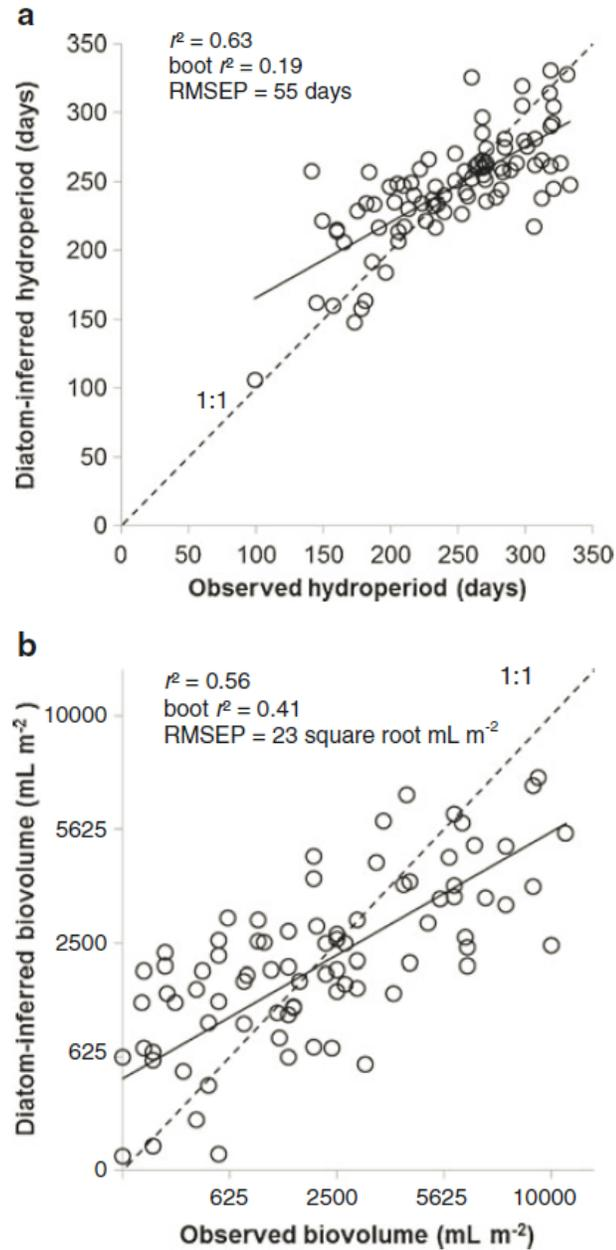 a
r² = 0.63
boot r² = 0.19
RMSEP = 55 days
Diatom-inferred hydroperiod (days)
350
300
250
200
150
100
50
0
1:1
0 50 100 150 200 250 300 350
Observed hydroperiod (days)
b
r² = 0.56
boot r² = 0.41
RMSEP = 23 square root mL m⁻²
1:1
Diatom-inferred biovolume (mL m⁻²)
10000
5625
2500
625
0
625 2500 5625 10000
Observed biovolume (mL m⁻²)